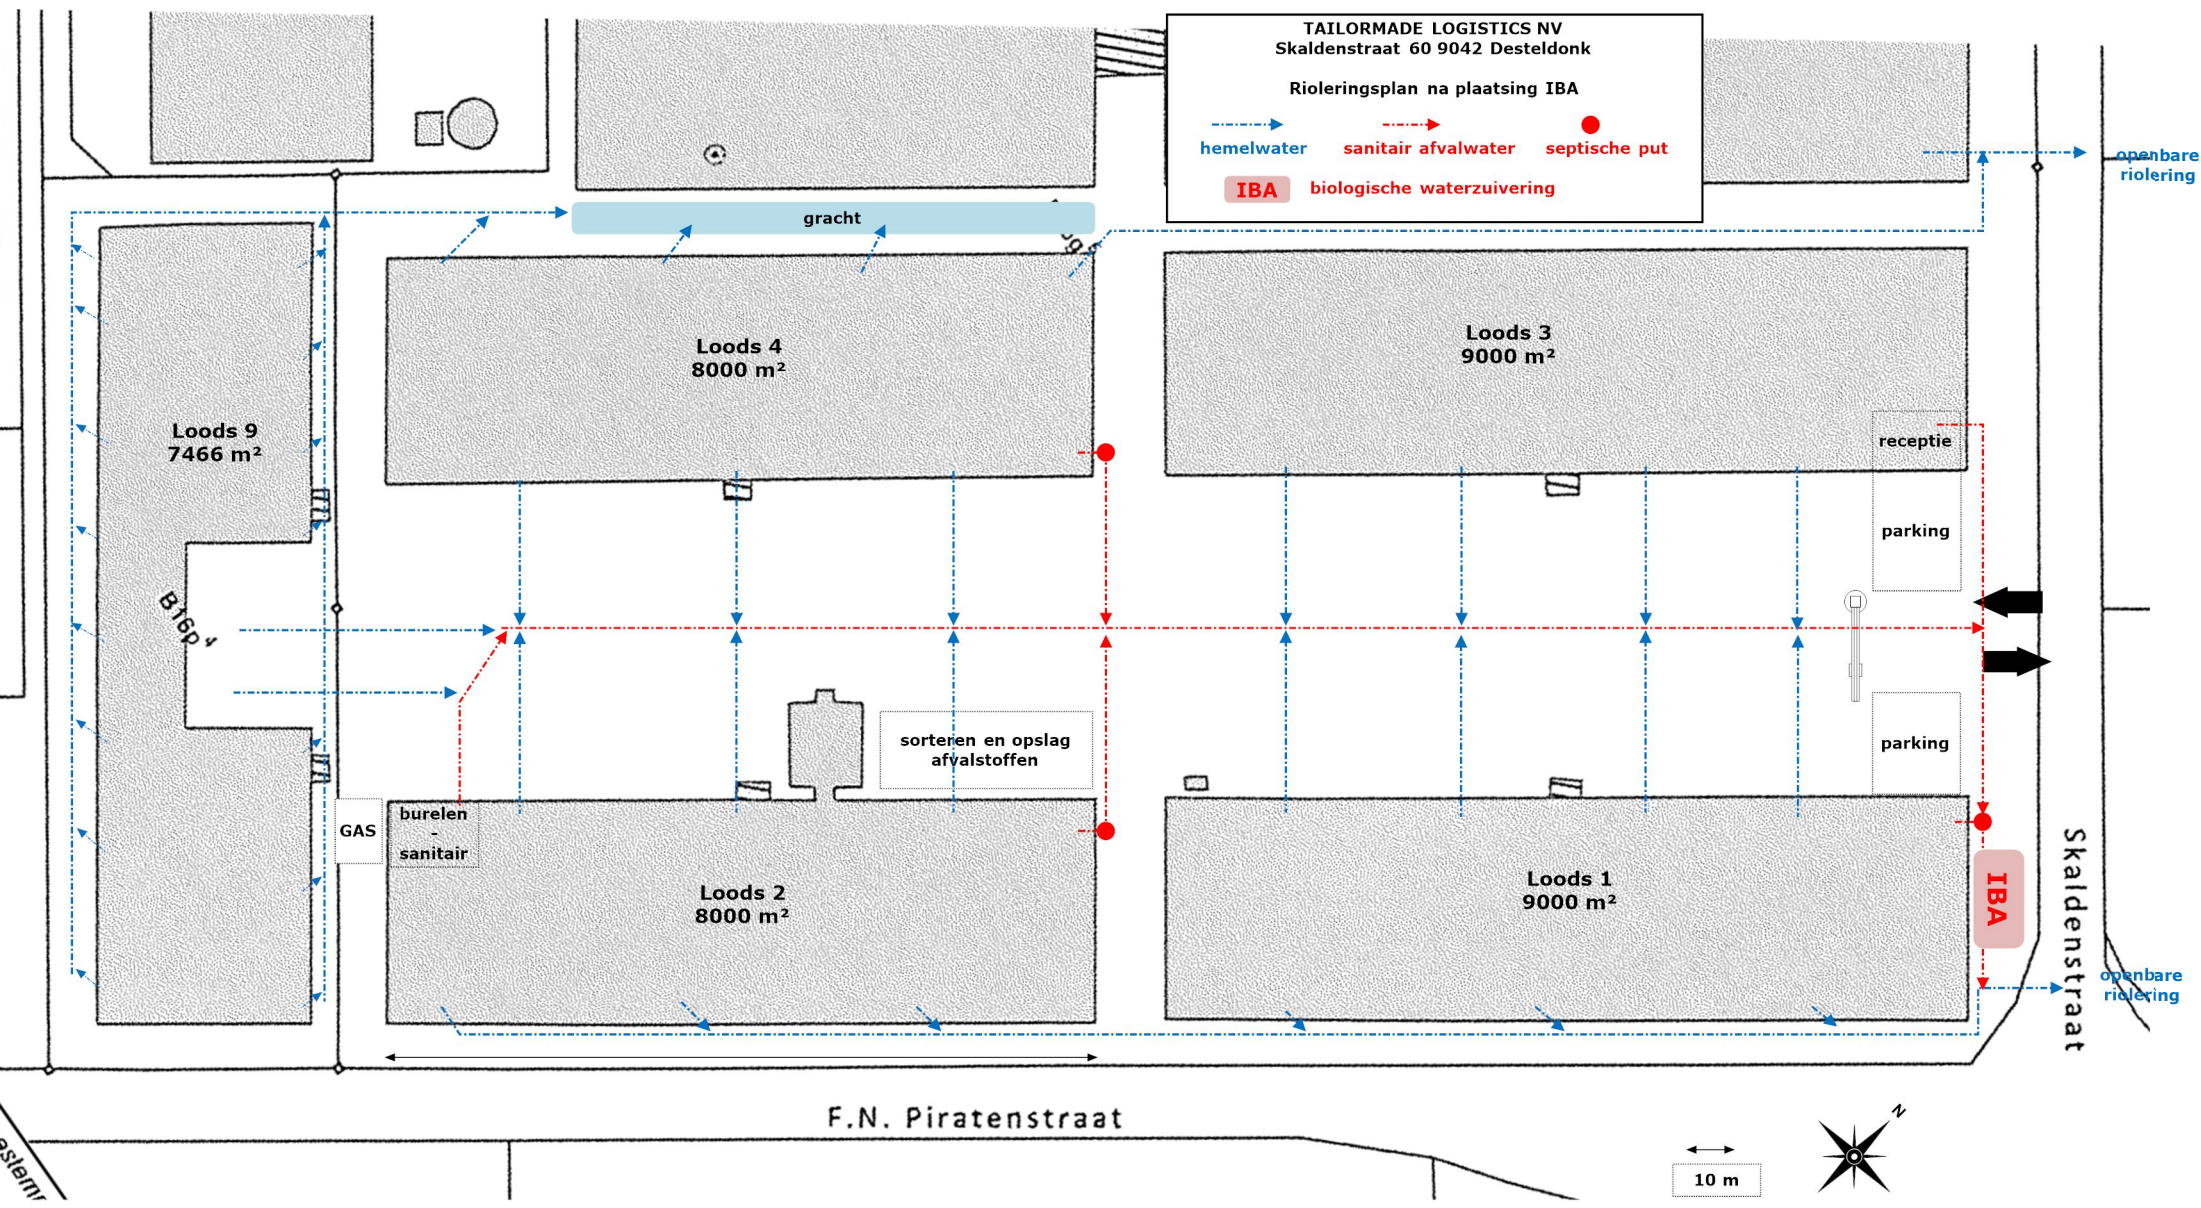 TAILORMADE LOGISTICS NV
Skaldenstraat 60 9042 Desteldonk
Rioleringsplan na plaatsing IBA
hemelwater
sanitair afvalwater
septische put
IBA
biologische waterzuivering
openbare
riolering
gracht
Loods 4
8000 m²
Loods 3
9000 m²
Loods 9
7466 m²
receptie
parking
B16p 4
parking
sorteren en opslag
afvalstoffen
GAS
burelen
-
sanitair
Loods 2
8000 m²
Loods 1
9000 m²
IBA
Skaldenstraat
openbare
riolering
F.N. Piratenstraat
N
10 m